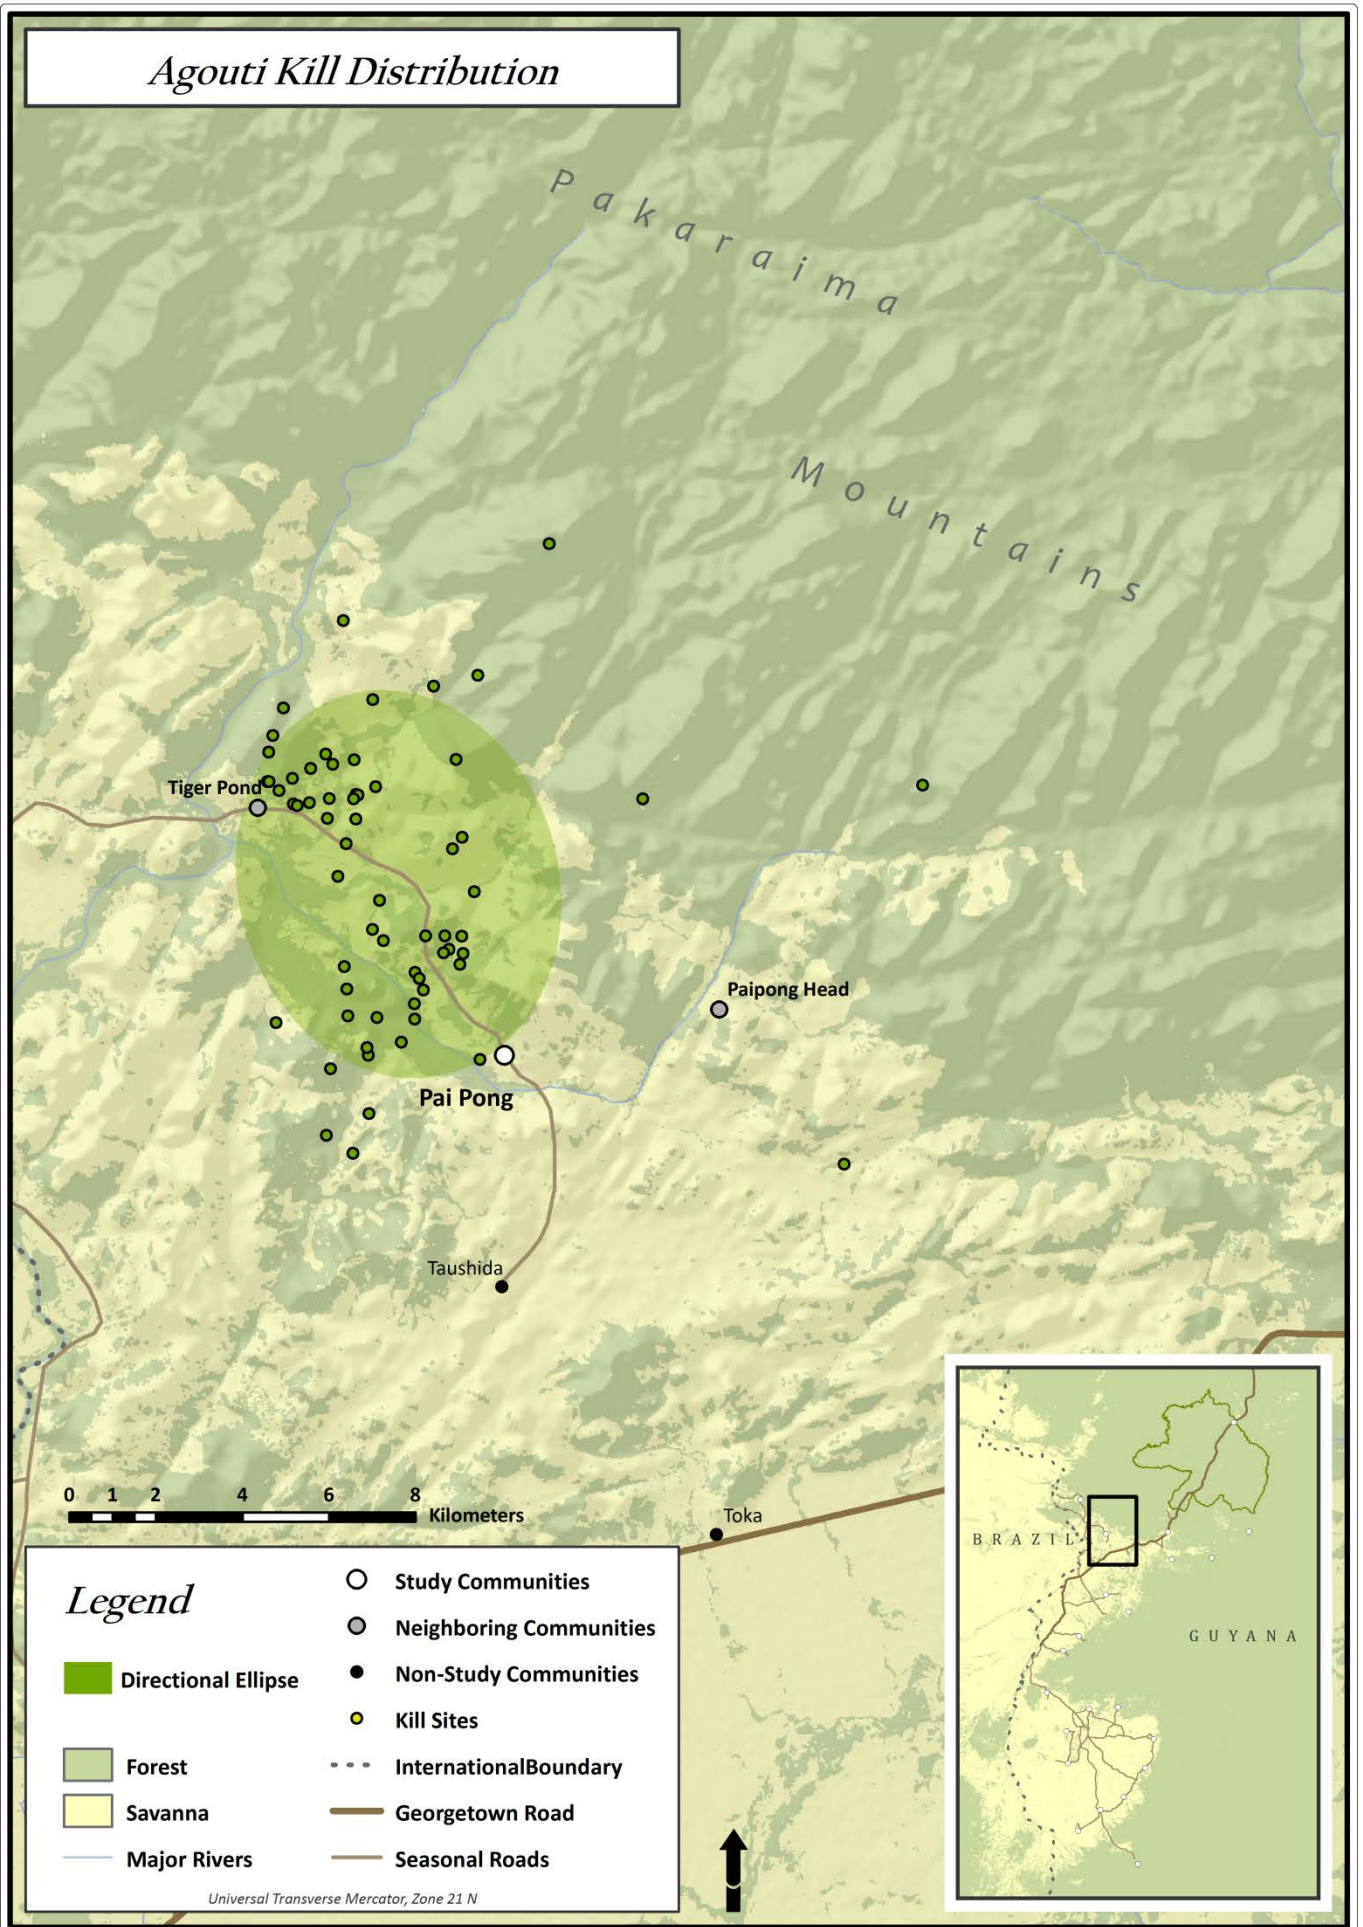 Agouti Kill Distribution
Pakaraima
Mountains
Tiger Pond
Paipong Head
Pai Pong
Taushida
0 1 2 4 6 8
Kilometers
Toka
Legend
Directional Ellipse
Forest
Savanna
Major Rivers
Study Communities
Neighboring Communities
Non-Study Communities
Kill Sites
InternationalBoundary
Georgetown Road
Seasonal Roads
Universal Transverse Mercator, Zone 21 N
BRAZIL
GUYANA